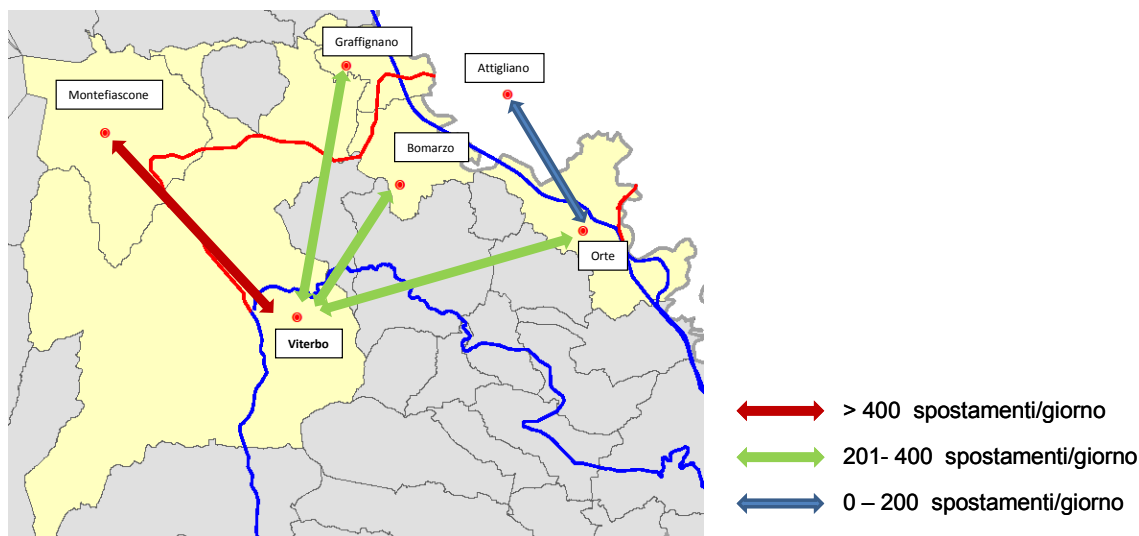 Graffignano
Attigliano
Montefiascone
Bomarzo
Orte
Viterbo
> 400 spostamenti/giorno
201- 400 spostamenti/giorno
0 – 200 spostamenti/giorno